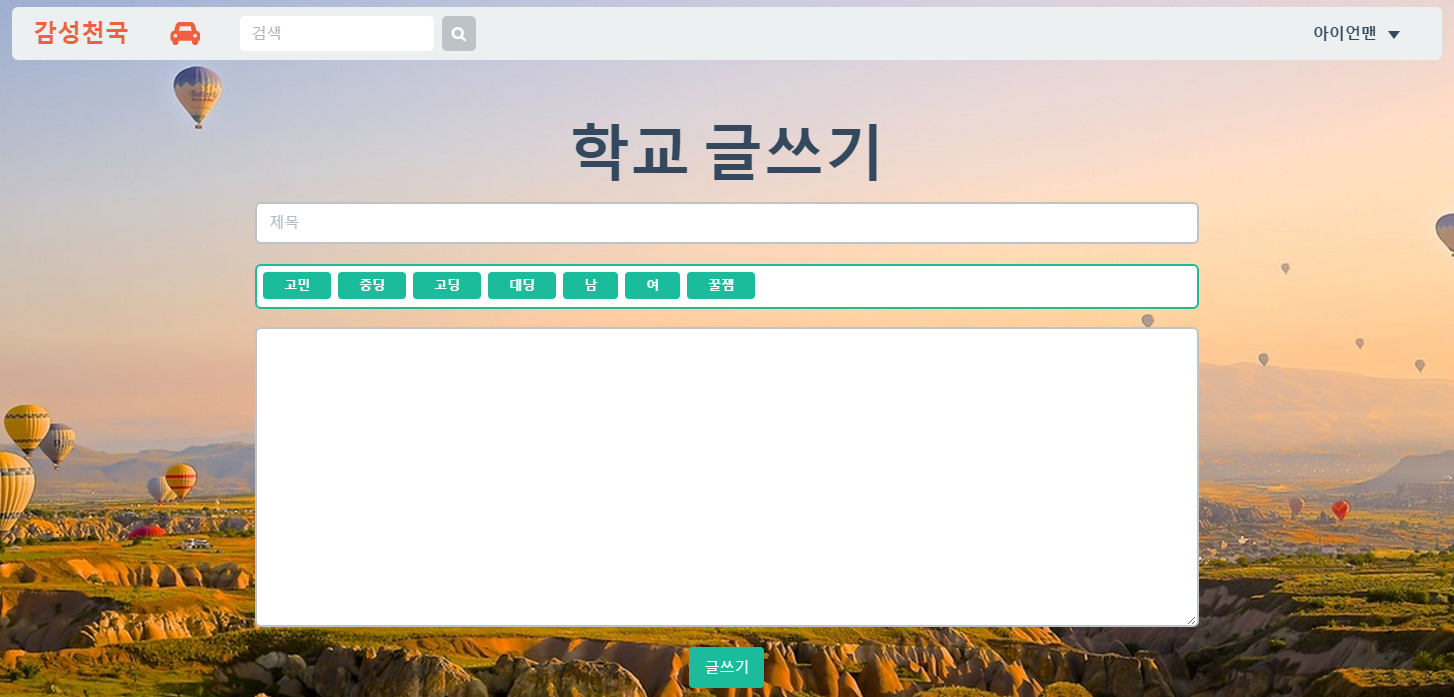 감성천국 검색 아이언맨
학교 글쓰기
제목
고민 중딩 고딩 대딩 남 여 꿀잼
글쓰기